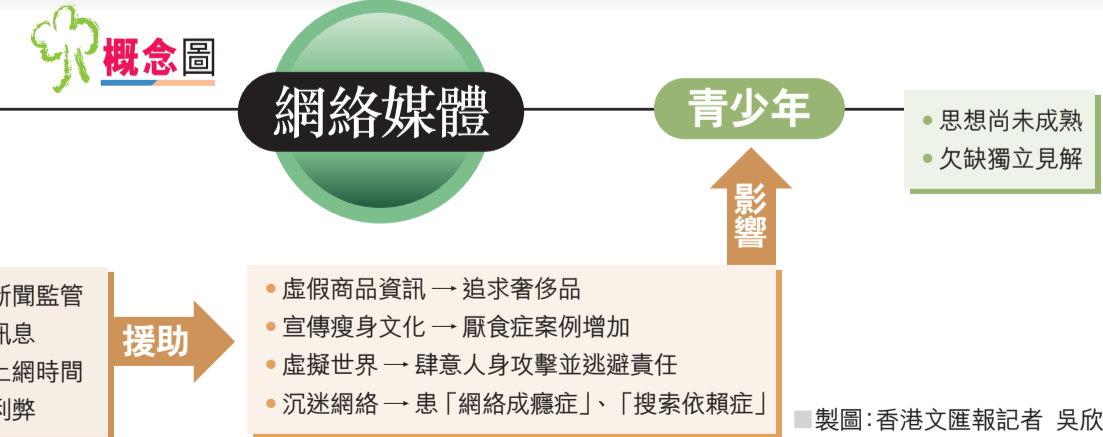 概念圖
網絡媒體
青少年
• 思想尚未成熟
• 欠缺獨立見解
影響
新聞監管
訊息
上網時間
利弊
援助
• 虛假商品資訊 → 追求奢侈品
• 宣傳瘦身文化 → 厭食症案例增加
• 虛擬世界 → 肆意人身攻擊並逃避責任
• 沉迷網絡 → 患「網絡成癮症」、「搜索依賴症」
■製圖:香港文匯報記者 吳欣